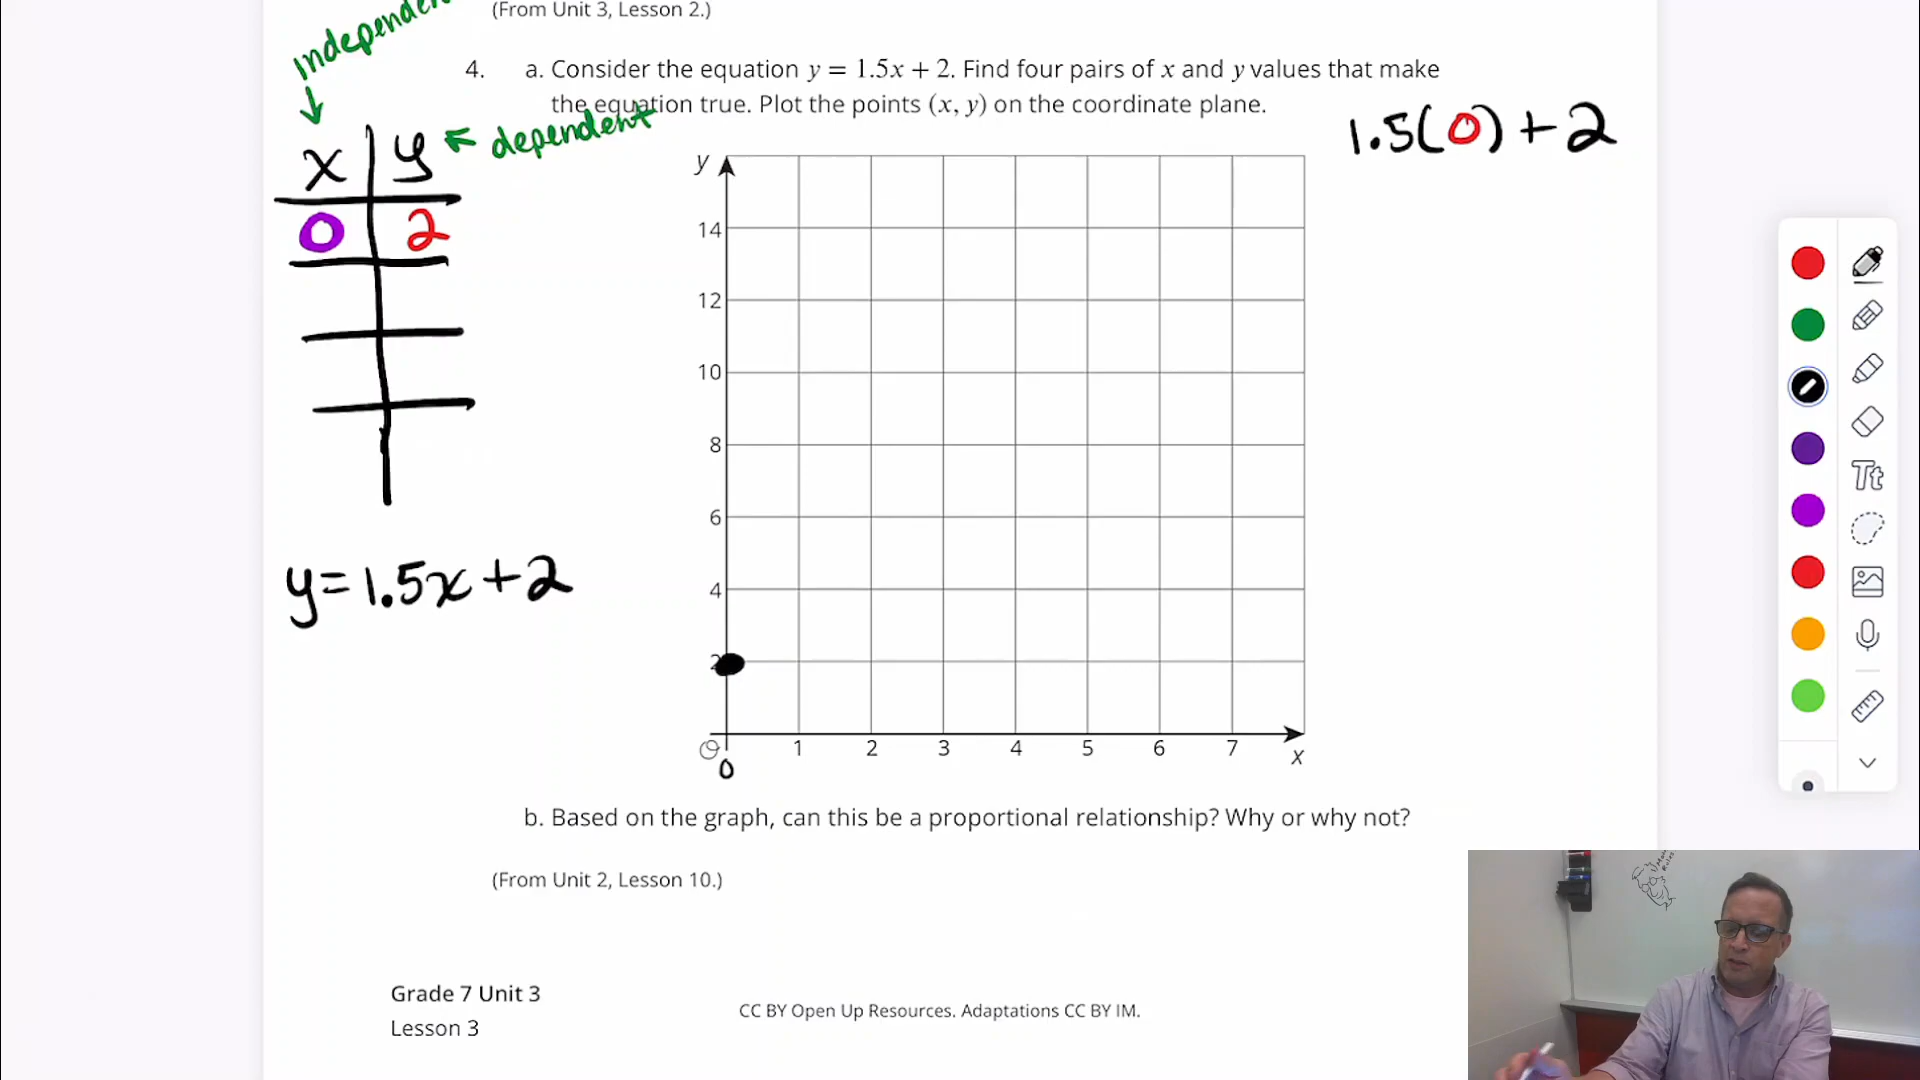 (From Unit 3, Lesson 2.)
independen
4. a. Consider the equation y = 1.5x + 2. Find four pairs of x and y values that make
the equation true. Plot the points (x, y) on the coordinate plane.
dependent
1.5(0)+2
x y
0 2
y=1.5x+2
y
14
12
10
8
6
4
2
O 1 2 3 4 5 6 7 x
0
b. Based on the graph, can this be a proportional relationship? Why or why not?
(From Unit 2, Lesson 10.)
Grade 7 Unit 3
Lesson 3
CC BY Open Up Resources. Adaptations CC BY IM.
Tt